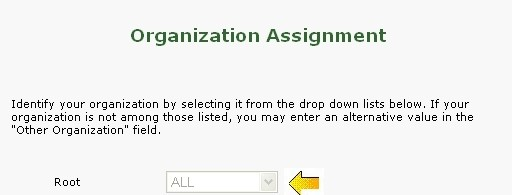 Organization Assignment
Identify your organization by selecting it from the drop down lists below. If your
organization is not among those listed, you may enter an alternative value in the
"Other Organization" field.
Root ALL